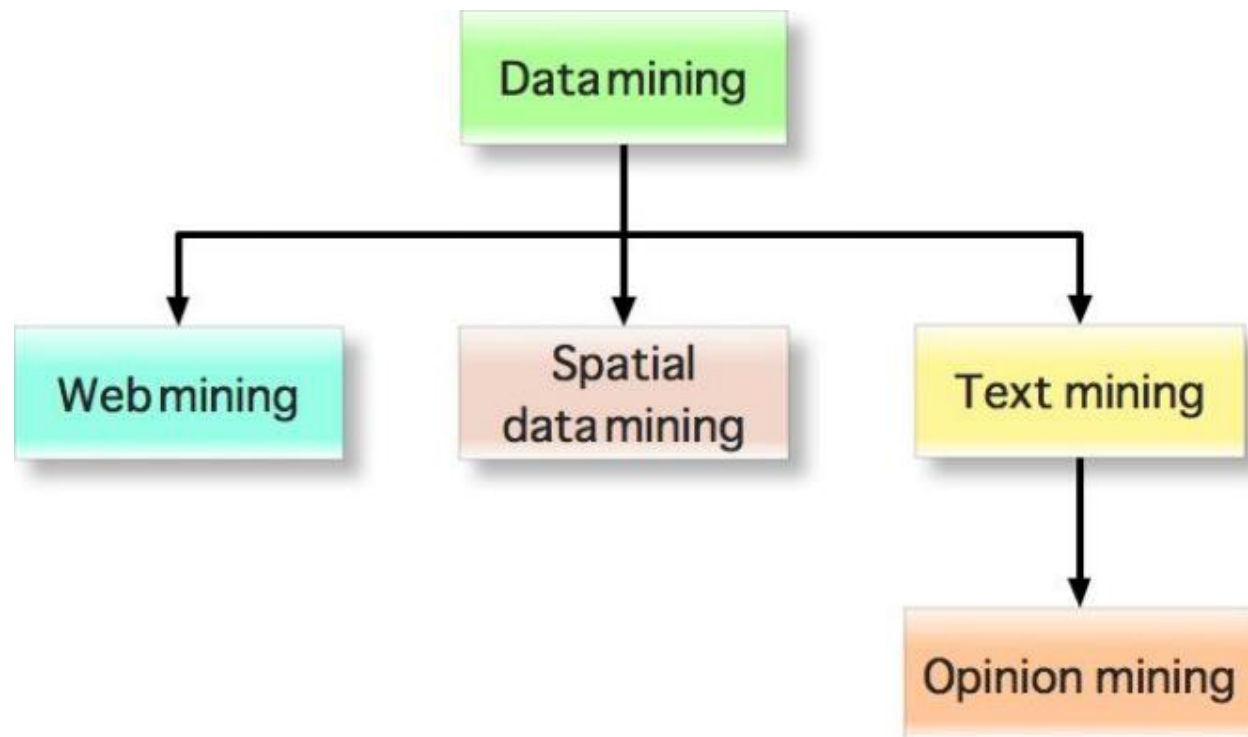 Data mining
Web mining
Spatial
data mining
Text mining
Opinion mining